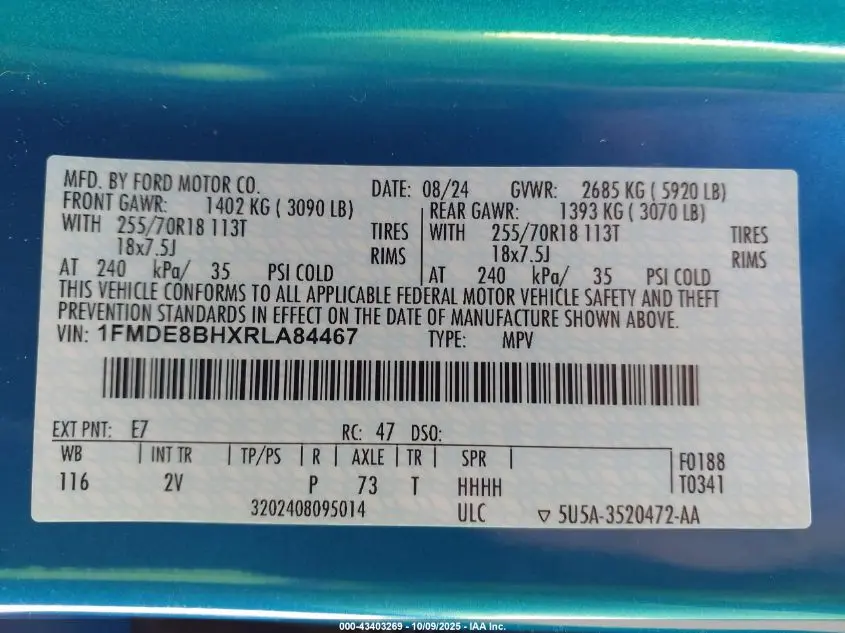 MFD. BY FORD MOTOR CO. DATE: 08/24 GVWR: 2685 KG ( 5920 LB)
FRONT GAWR: 1402 KG ( 3090 LB) REAR GAWR: 1393 KG ( 3070 LB)
WITH 255/70R18 113T TIRES WITH 255/70R18 113T TIRES
18x7.5J RIMS 18x7.5J RIMS
AT 240 kPa/ 35 PSI COLD AT 240 kPa/ 35 PSI COLD
THIS VEHICLE CONFORMS TO ALL APPLICABLE FEDERAL MOTOR VEHICLE SAFETY AND THEFT
PREVENTION STANDARDS IN EFFECT ON THE DATE OF MANUFACTURE SHOWN ABOVE.
VIN: 1FMDE8BHXRLA84467 TYPE: MPV
EXT PNT: E7 RC: 47 DSO:
WB INT TR TP/PS R AXLE TR SPR F0188
116 2V P 73 T HHHH T0341
3202408095014 ULC 5U5A-3520472-AA
000-43403269 - 10/09/2025 - IAA Inc.